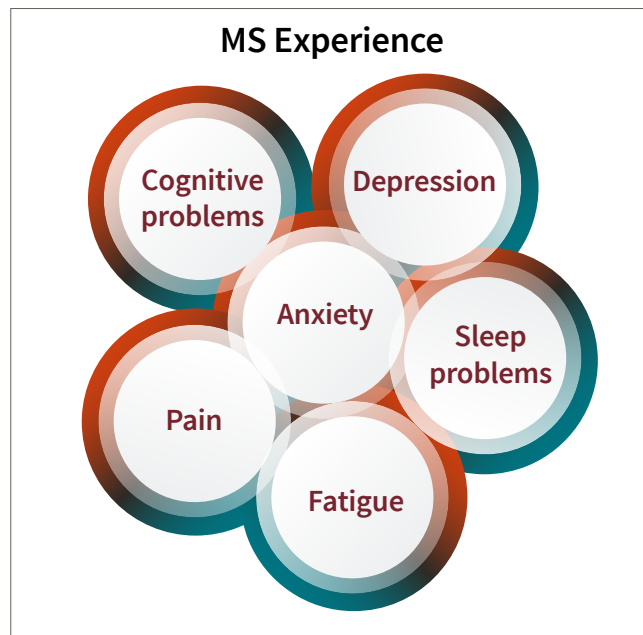 MS Experience
Cognitive
problems
Depression
Anxiety
Sleep
problems
Pain
Fatigue